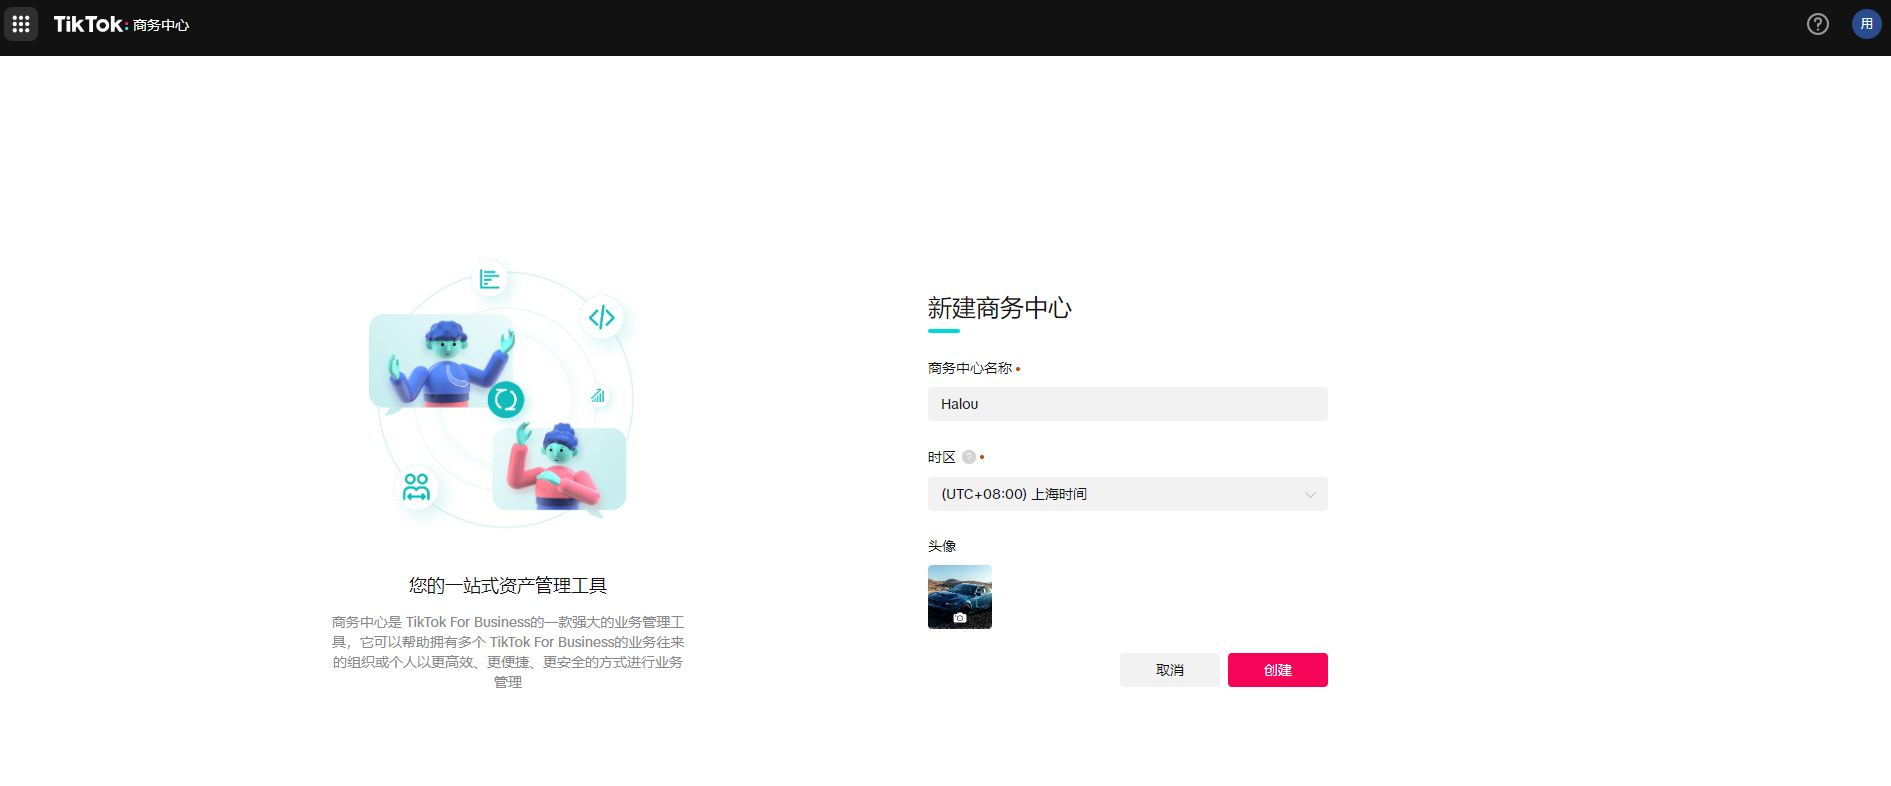 TikTok: 商务中心
用
新建商务中心
商务中心名称
Halou
时区
(UTC+08:00) 上海时间
头像
取消
创建
您的一站式资产管理工具
商务中心是 TikTok For Business的一款强大的业务管理工
具，它可以帮助拥有多个 TikTok For Business的业务往来
的组织或个人以更高效、更便捷、更安全的方式进行业务
管理